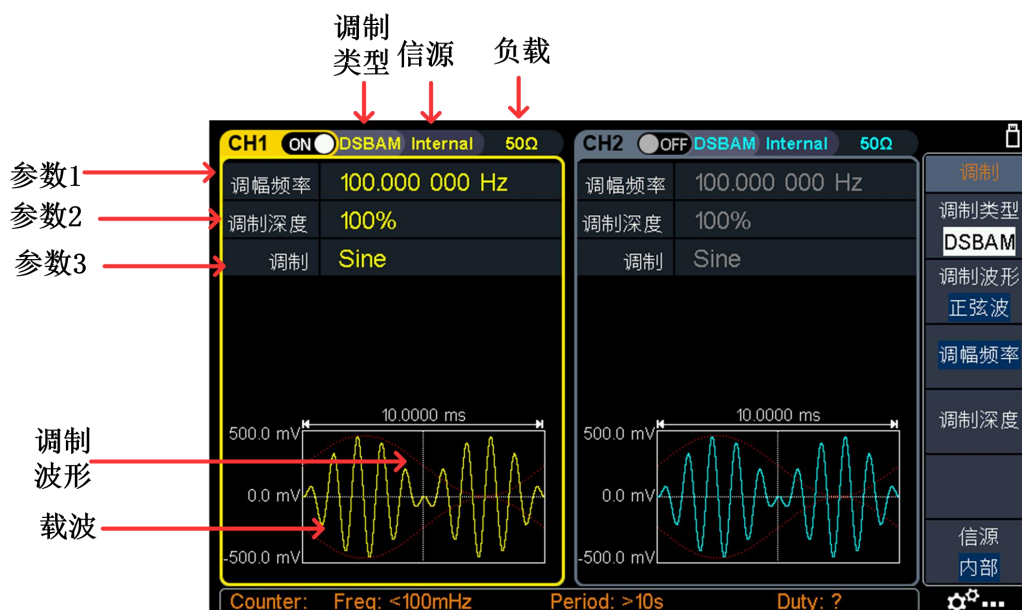 调制
类型
信源
负载
CH1 ON DSBAM Internal 50Ω
CH2 OFF DSBAM Internal 50Ω
参数1
调幅频率 100.000 000 Hz
调幅频率 100.000 000 Hz
调制
参数2
调制深度 100%
调制深度 100%
调制类型
DSBAM
参数3
调制 Sine
调制 Sine
调制波形
正弦波
调幅频率
调制深度
10.0000 ms
10.0000 ms
500.0 mV
500.0 mV
调制
波形
0.0 mV
0.0 mV
载波
-500.0 mV
-500.0 mV
信源
内部
Counter: Freq: <100mHz Period: >10s Duty: ?